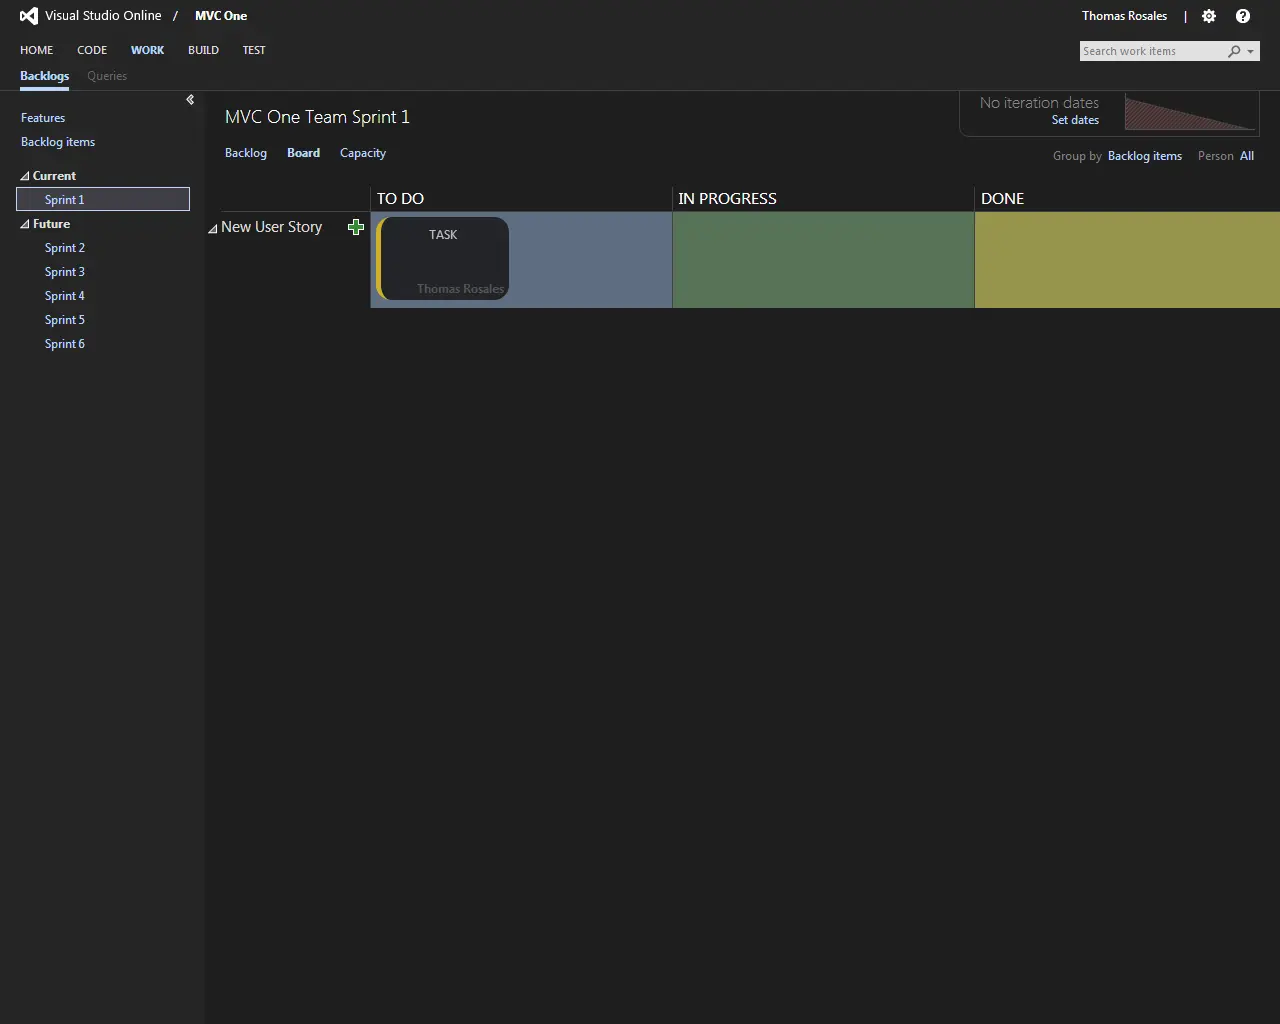 Visual Studio Online / MVC One
Thomas Rosales |
HOME CODE WORK BUILD TEST
Search work items
Backlogs Queries
Features
Backlog items
Current
Sprint 1
Future
Sprint 2
Sprint 3
Sprint 4
Sprint 5
Sprint 6
MVC One Team Sprint 1
No iteration dates
Set dates
Backlog Board Capacity
Group by Backlog items Person All
TO DO IN PROGRESS DONE
New User Story
TASK
Thomas Rosales